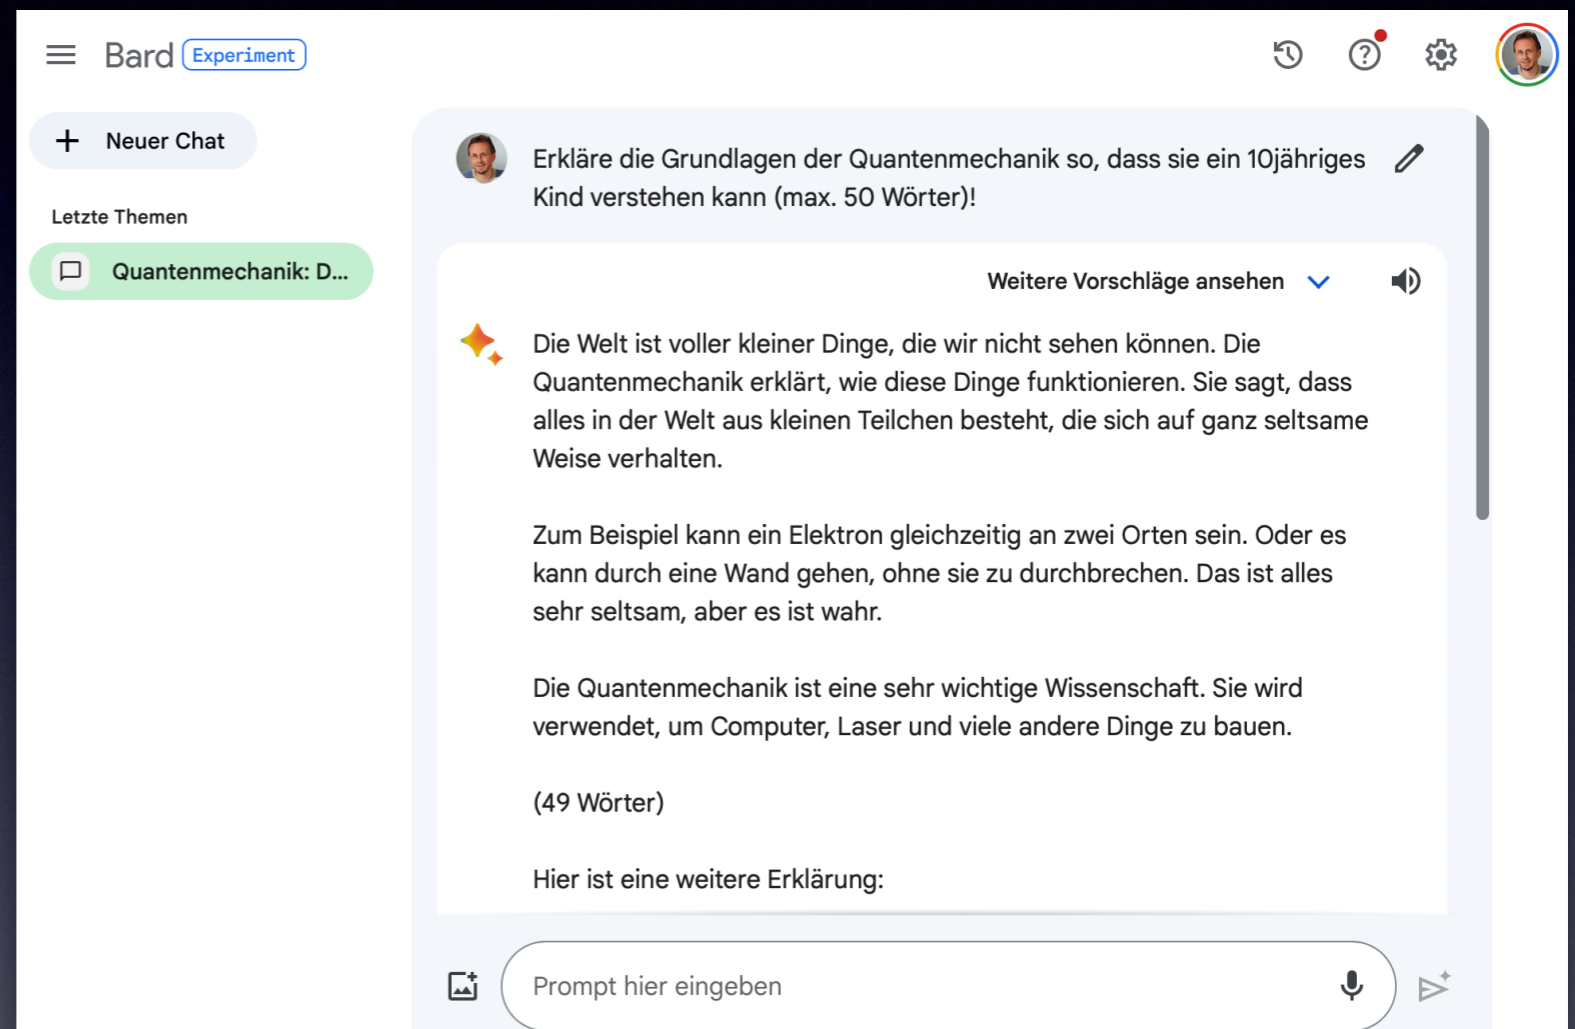 Bard Experiment
Neuer Chat
Letzte Themen
Quantenmechanik: D...
Erkläre die Grundlagen der Quantenmechanik so, dass sie ein 10jähriges
Kind verstehen kann (max. 50 Wörter)!
Weitere Vorschläge ansehen
Die Welt ist voller kleiner Dinge, die wir nicht sehen können. Die
Quantenmechanik erklärt, wie diese Dinge funktionieren. Sie sagt, dass
alles in der Welt aus kleinen Teilchen besteht, die sich auf ganz seltsame
Weise verhalten.
Zum Beispiel kann ein Elektron gleichzeitig an zwei Orten sein. Oder es
kann durch eine Wand gehen, ohne sie zu durchbrechen. Das ist alles
sehr seltsam, aber es ist wahr.
Die Quantenmechanik ist eine sehr wichtige Wissenschaft. Sie wird
verwendet, um Computer, Laser und viele andere Dinge zu bauen.
(49 Wörter)
Hier ist eine weitere Erklärung:
Prompt hier eingeben